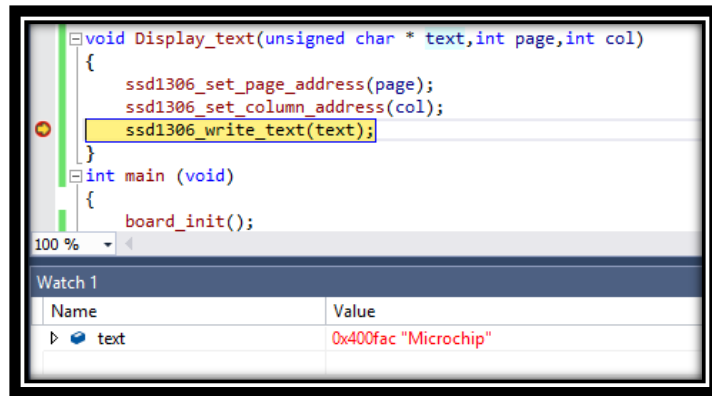 void Display_text(unsigned char * text,int page,int col)
{
ssd1306_set_page_address(page);
ssd1306_set_column_address(col);
ssd1306_write_text(text);
}
int main (void)
{
board_init();
100 %
Watch 1
Name Value
text 0x400fac "Microchip"